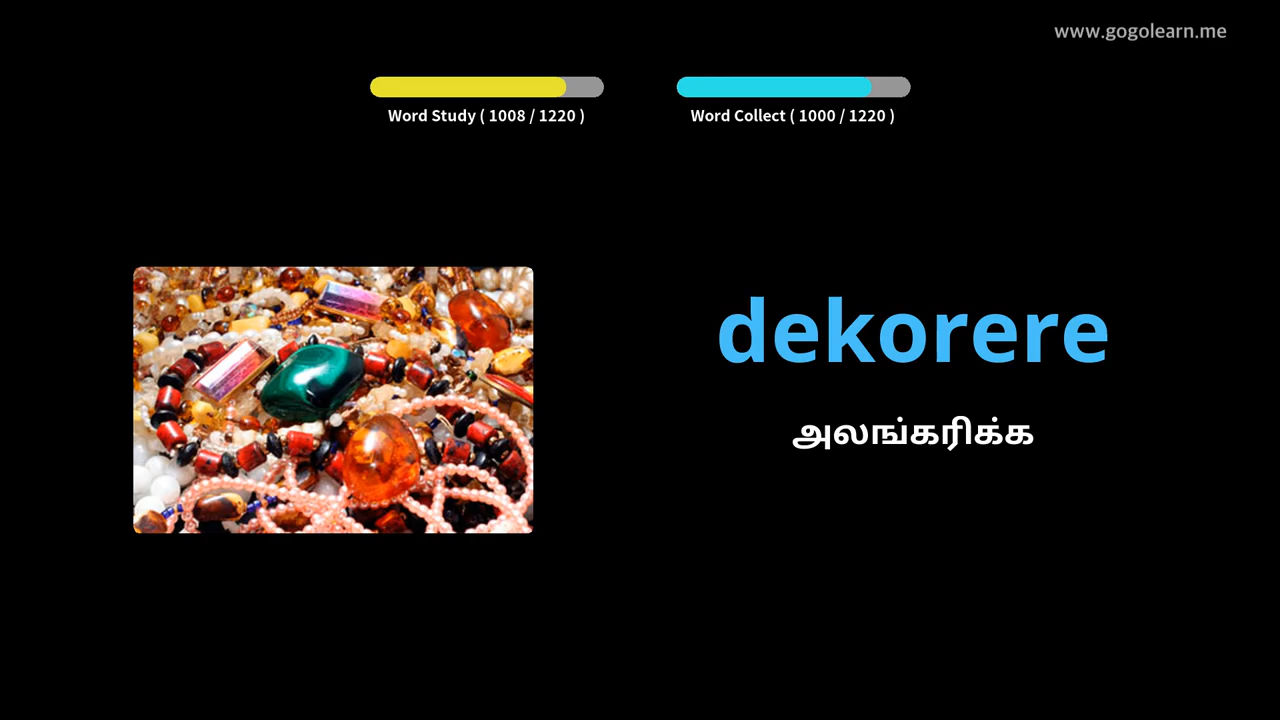 www.gogolearn.me
Word Study ( 1008 / 1220 )
Word Collect ( 1000 / 1220 )
dekorere
அலங்கரிக்க